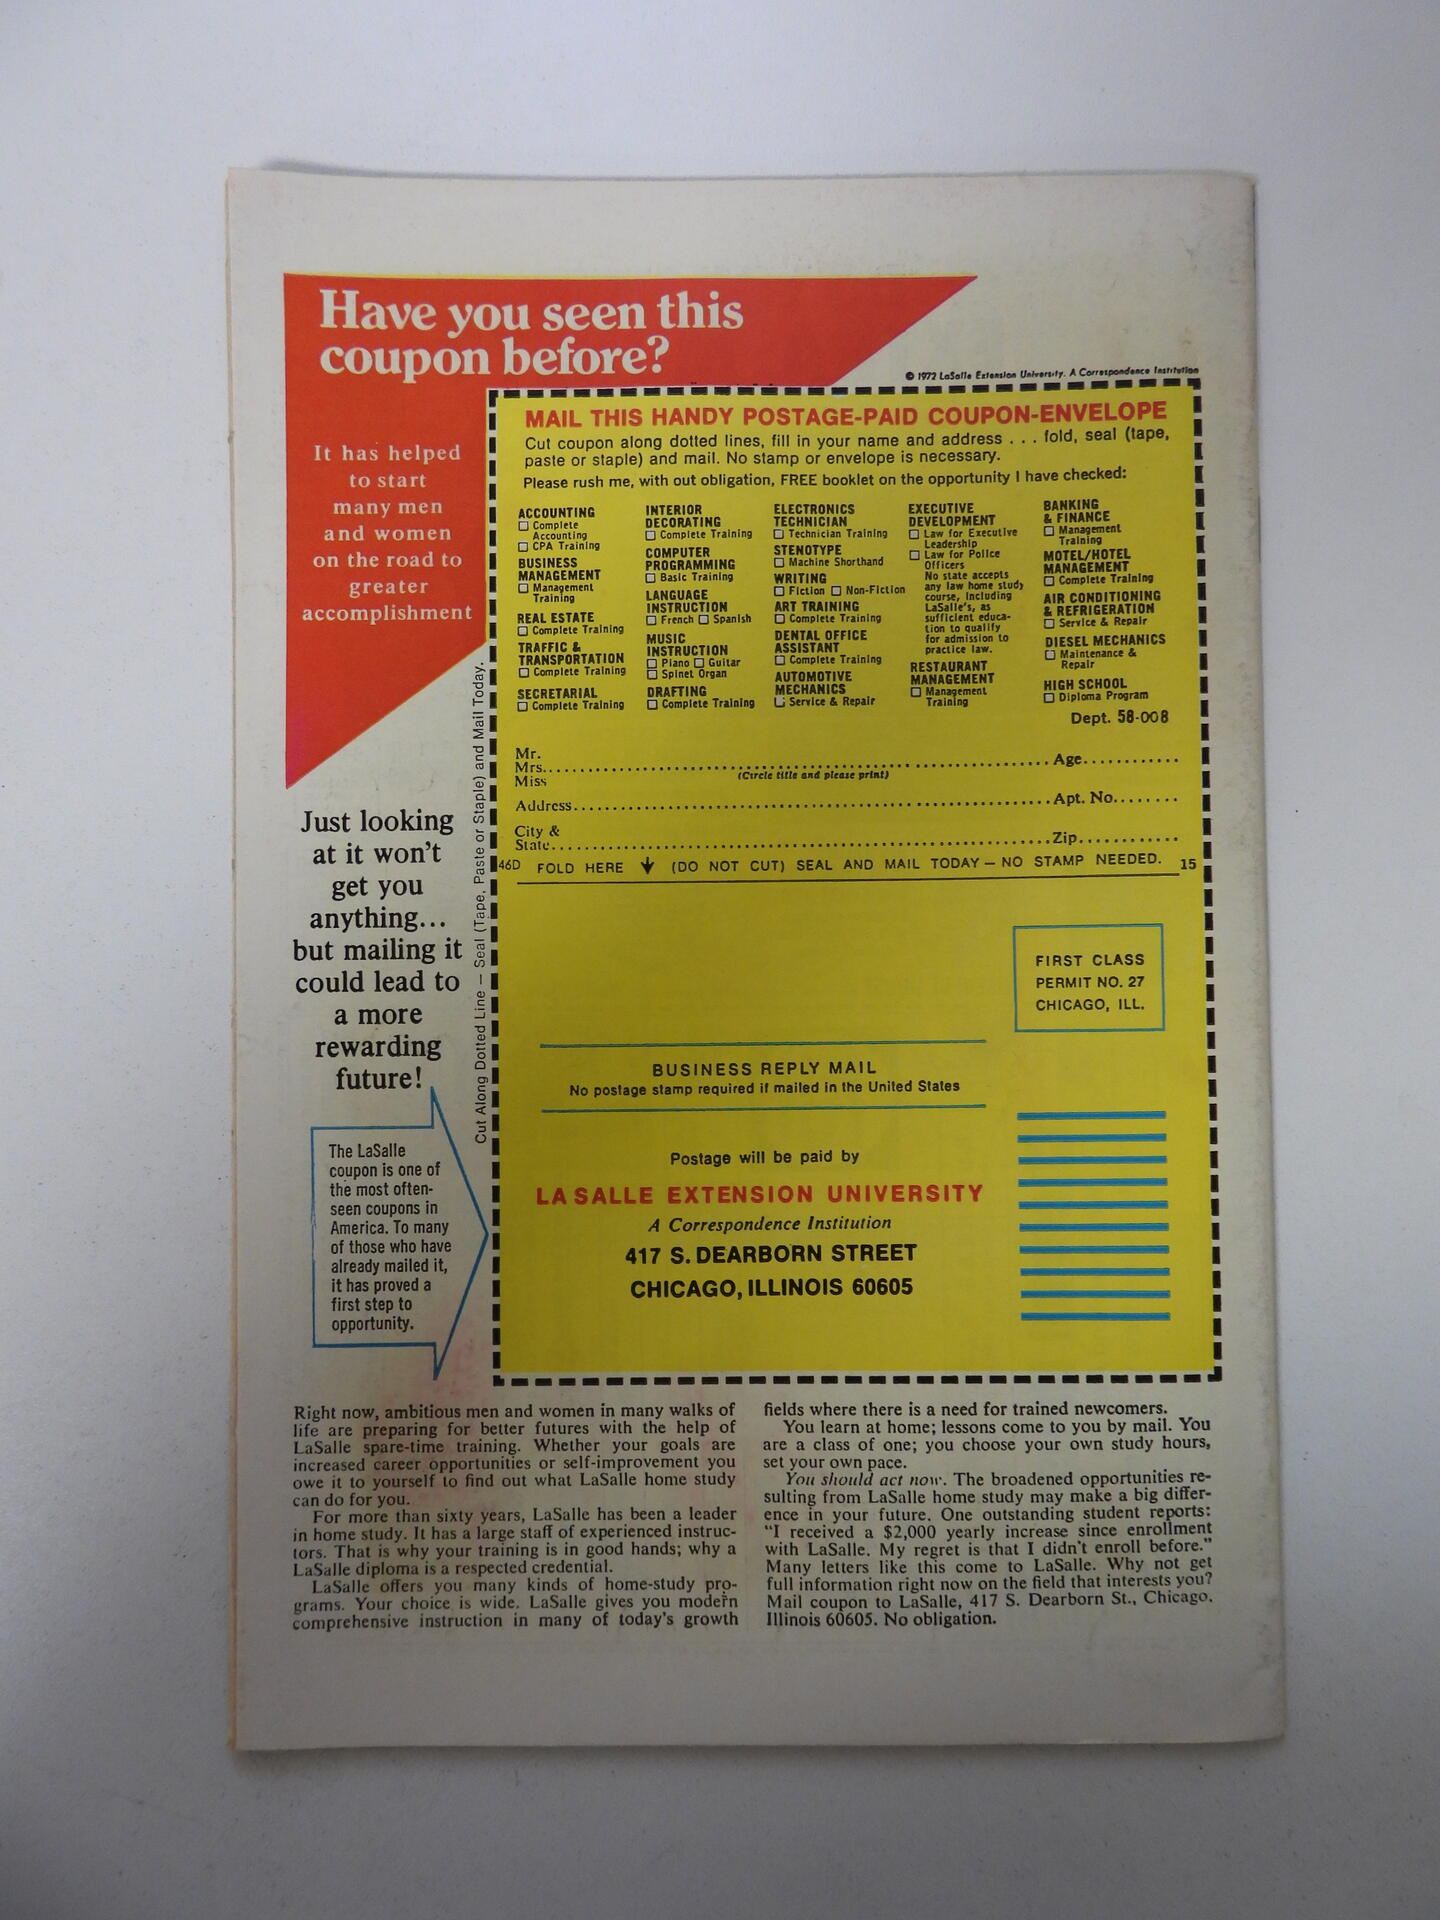 Have you seen this
coupon before?
© 1972 LaSalle Extension University. A Correspondence Institution
It has helped
to start
many men
and women
on the road to
greater
accomplishment
Just looking
at it won't
get you
anything...
but mailing it
could lead to
a more
rewarding
future!
The LaSalle
coupon is one of
the most often-
seen coupons in
America. To many
of those who have
already mailed it,
it has proved a
first step to
opportunity.
Cut Along Dotted Line — Seal (Tape, Paste or Staple) and Mail Today.
MAIL THIS HANDY POSTAGE-PAID COUPON-ENVELOPE
Cut coupon along dotted lines, fill in your name and address . . . fold, seal (tape,
paste or staple) and mail. No stamp or envelope is necessary.
Please rush me, with out obligation, FREE booklet on the opportunity I have checked:
ACCOUNTING
☐ Complete
Accounting
☐ CPA Training
BUSINESS
MANAGEMENT
☐ Management
Training
REAL ESTATE
☐ Complete Training
TRAFFIC &
TRANSPORTATION
☐ Complete Training
SECRETARIAL
☐ Complete Training
INTERIOR
DECORATING
☐ Complete Training
COMPUTER
PROGRAMMING
☐ Basic Training
LANGUAGE
INSTRUCTION
☐ French ☐ Spanish
MUSIC
INSTRUCTION
☐ Piano ☐ Guitar
☐ Spinet Organ
DRAFTING
☐ Complete Training
ELECTRONICS
TECHNICIAN
☐ Technician Training
STENOTYPE
☐ Machine Shorthand
WRITING
☐ Fiction ☐ Non-Fiction
ART TRAINING
☐ Complete Training
DENTAL OFFICE
ASSISTANT
☐ Complete Training
AUTOMOTIVE
MECHANICS
☐ Service & Repair
EXECUTIVE
DEVELOPMENT
☐ Law for Executive
Leadership
☐ Law for Police
Officers
No state accepts
any law home study
course, including
LaSalle's, as
sufficient educa-
tion to qualify
for admission to
practice law.
RESTAURANT
MANAGEMENT
☐ Management
Training
BANKING
& FINANCE
☐ Management
Training
MOTEL/HOTEL
MANAGEMENT
☐ Complete Training
AIR CONDITIONING
& REFRIGERATION
☐ Service & Repair
DIESEL MECHANICS
☐ Maintenance &
Repair
HIGH SCHOOL
☐ Diploma Program
Dept. 58-008
Mr.
Mrs. Age
Miss (Circle title and please print)
Address Apt. No.
City &
State Zip
46D FOLD HERE ↓ (DO NOT CUT) SEAL AND MAIL TODAY — NO STAMP NEEDED. 15
FIRST CLASS
PERMIT NO. 27
CHICAGO, ILL.
BUSINESS REPLY MAIL
No postage stamp required if mailed in the United States
Postage will be paid by
LA SALLE EXTENSION UNIVERSITY
A Correspondence Institution
417 S. DEARBORN STREET
CHICAGO, ILLINOIS 60605
Right now, ambitious men and women in many walks of
life are preparing for better futures with the help of
LaSalle spare-time training. Whether your goals are
increased career opportunities or self-improvement you
owe it to yourself to find out what LaSalle home study
can do for you.
For more than sixty years, LaSalle has been a leader
in home study. It has a large staff of experienced instruc-
tors. That is why your training is in good hands; why a
LaSalle diploma is a respected credential.
LaSalle offers you many kinds of home-study pro-
grams. Your choice is wide. LaSalle gives you modern
comprehensive instruction in many of today's growth
fields where there is a need for trained newcomers.
You learn at home; lessons come to you by mail. You
are a class of one; you choose your own study hours,
set your own pace.
You should act now. The broadened opportunities re-
sulting from LaSalle home study may make a big differ-
ence in your future. One outstanding student reports:
"I received a $2,000 yearly increase since enrollment
with LaSalle. My regret is that I didn't enroll before."
Many letters like this come to LaSalle. Why not get
full information right now on the field that interests you?
Mail coupon to LaSalle, 417 S. Dearborn St., Chicago,
Illinois 60605. No obligation.